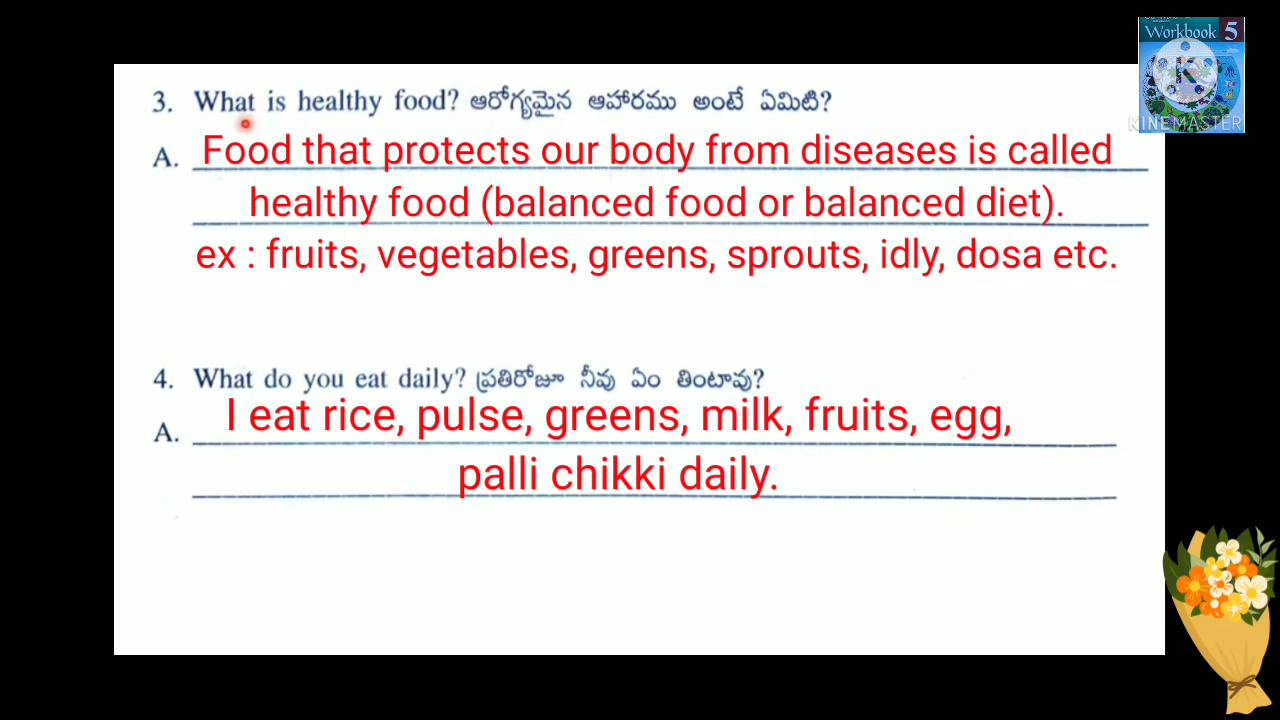 Workbook 5
KINEMASTER
3. What is healthy food? ఆరోగ్యమైన ఆహారము అంటే ఏమిటి?
A. Food that protects our body from diseases is called
healthy food (balanced food or balanced diet).
ex : fruits, vegetables, greens, sprouts, idly, dosa etc.
4. What do you eat daily? ప్రతిరోజూ నీవు ఏం తింటావు?
A. I eat rice, pulse, greens, milk, fruits, egg,
palli chikki daily.